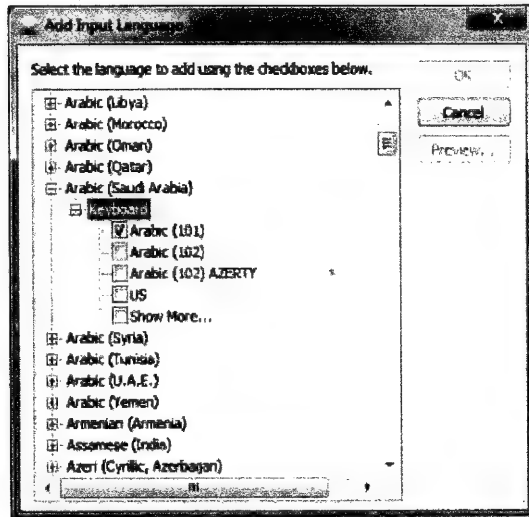 Add Input Language
Select the language to add using the checkboxes below.
OK
Cancel
Preview...
Arabic (Libya)
Arabic (Morocco)
Arabic (Oman)
Arabic (Qatar)
Arabic (Saudi Arabia)
Keyboard
Arabic (101)
Arabic (102)
Arabic (102) AZERTY
US
Show More...
Arabic (Syria)
Arabic (Tunisia)
Arabic (U.A.E.)
Arabic (Yemen)
Armenian (Armenia)
Assamese (India)
Azeri (Cyrillic, Azerbaijan)